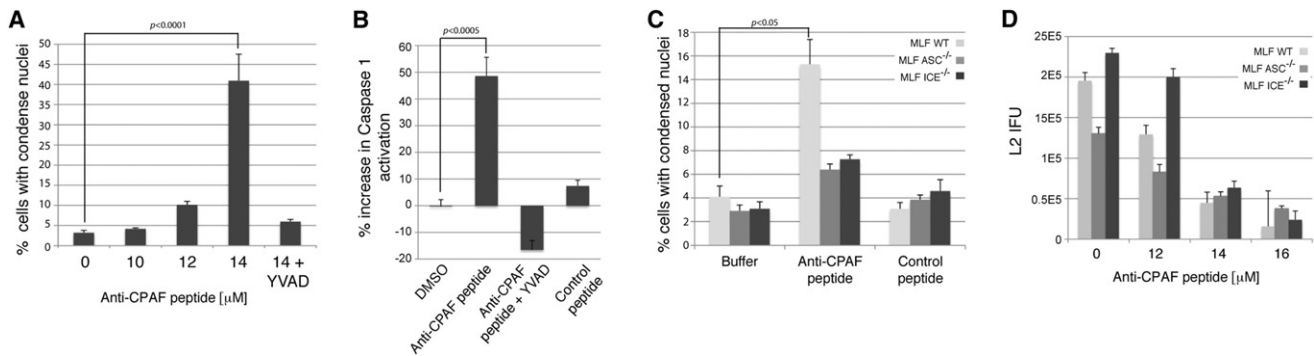 A
p<0.0001
% cells with condense nuclei
50
45
40
35
30
25
20
15
10
5
0
0 10 12 14 14 +
YVAD
Anti-CPAF peptide [µM]
B
p<0.0005
% increase in Caspase 1
activation
60
50
40
30
20
10
0
-10
-20
DMSO
Anti-CPAF peptide
Anti-CPAF
peptide + YVAD
Control
peptide
C
p<0.05
% cells with condensed nuclei
18
16
14
12
10
8
6
4
2
0
MLF WT
MLF ASC-/-
MLF ICE-/-
Buffer Anti-CPAF Control
peptide peptide
D
L2 IFU
25E5
2E5
1E5
5E5
0
MLF WT
MLF ASC-/-
MLF ICE-/-
0 12 14 16
Anti-CPAF peptide [µM]